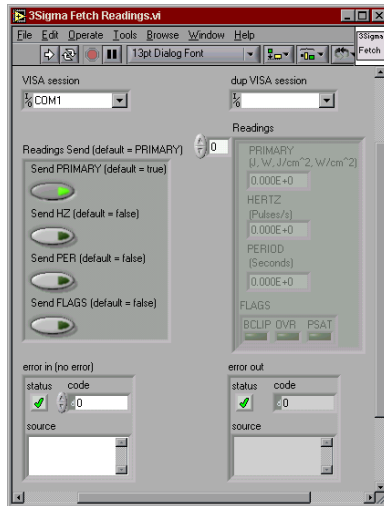 3Sigma Fetch Readings.vi
File Edit Operate Tools Browse Window Help
13pt Dialog Font
3Sigma
Fetch
VISA session
COM1
dup VISA session
Readings Send (default = PRIMARY)
Send PRIMARY (default = true)
Send HZ (default = false)
Send PER (default = false)
Send FLAGS (default = false)
0
Readings
PRIMARY
(J, W, J/cm^2, W/cm^2)
0.000E+0
HERTZ
(Pulses/s)
0.000E+0
PERIOD
(Seconds)
0.000E+0
FLAGS
BCLIP OVR PSAT
error in (no error)
status code
0
source
error out
status code
0
source